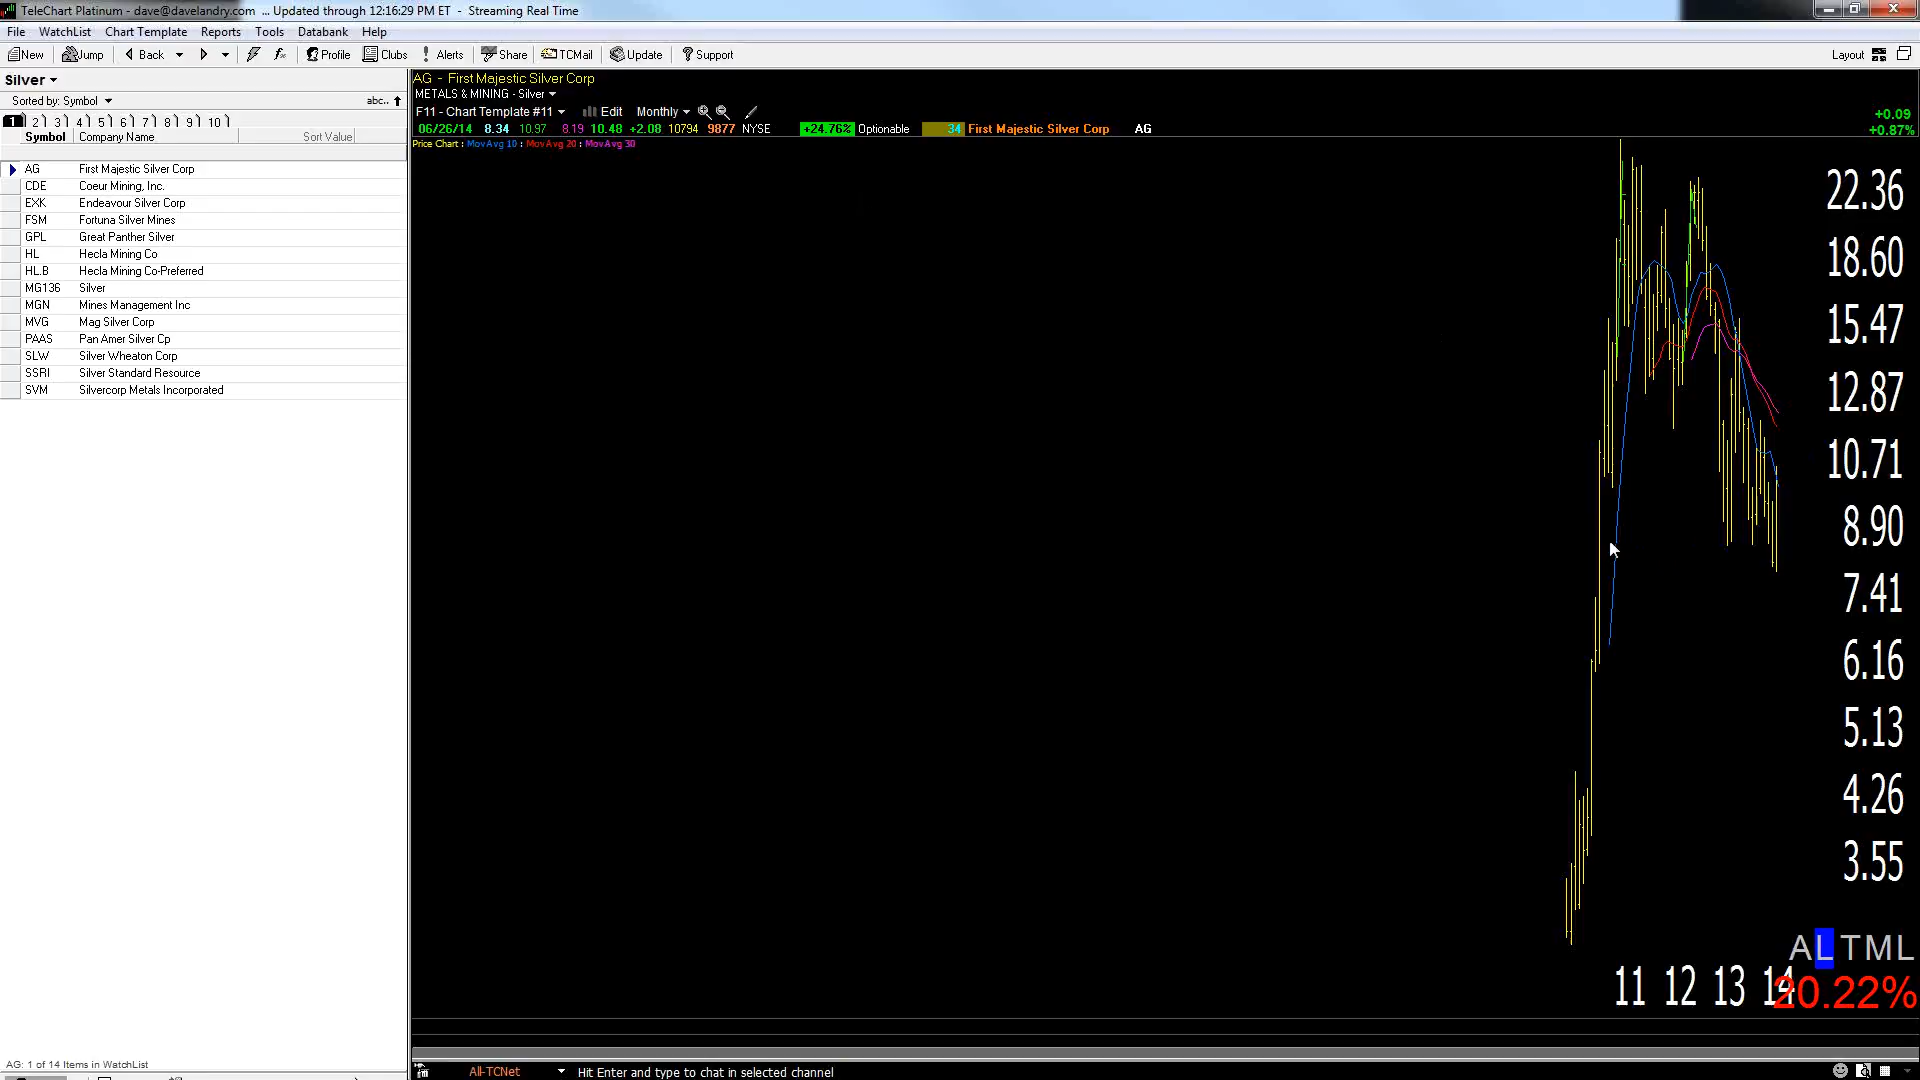 TeleChart Platinum - dave@davelandry.com ... Updated through 12:16:29 PM ET - Streaming Real Time
File WatchList Chart Template Reports Tools Databank Help
New Jump Back Profile Clubs Alerts Share TCMail Update Support Layout
Silver
Sorted by: Symbol abc..
1 2 3 4 5 6 7 8 9 10
Symbol Company Name Sort Value
AG First Majestic Silver Corp
CDE Coeur Mining, Inc.
EXK Endeavour Silver Corp
FSM Fortuna Silver Mines
GPL Great Panther Silver
HL Hecla Mining Co
HL.B Hecla Mining Co-Preferred
MG136 Silver
MGN Mines Management Inc
MVG Mag Silver Corp
PAAS Pan Amer Silver Cp
SLW Silver Wheaton Corp
SSRI Silver Standard Resource
SVM Silvercorp Metals Incorporated
AG: 1 of 14 Items in WatchList
AG - First Majestic Silver Corp
METALS & MINING - Silver
F11 - Chart Template #11 Edit Monthly
+0.09
06/26/14 8.34 10.97 8.19 10.48 +2.08 10794 9877 NYSE +24.76% Optionable 34 First Majestic Silver Corp AG
+0.87%
Price Chart : MovAvg 10 : MovAvg 20 : MovAvg 30
22.36
18.60
15.47
12.87
10.71
8.90
7.41
6.16
5.13
4.26
3.55
A L T M L
11 12 13 14
20.22%
All-TCNet Hit Enter and type to chat in selected channel